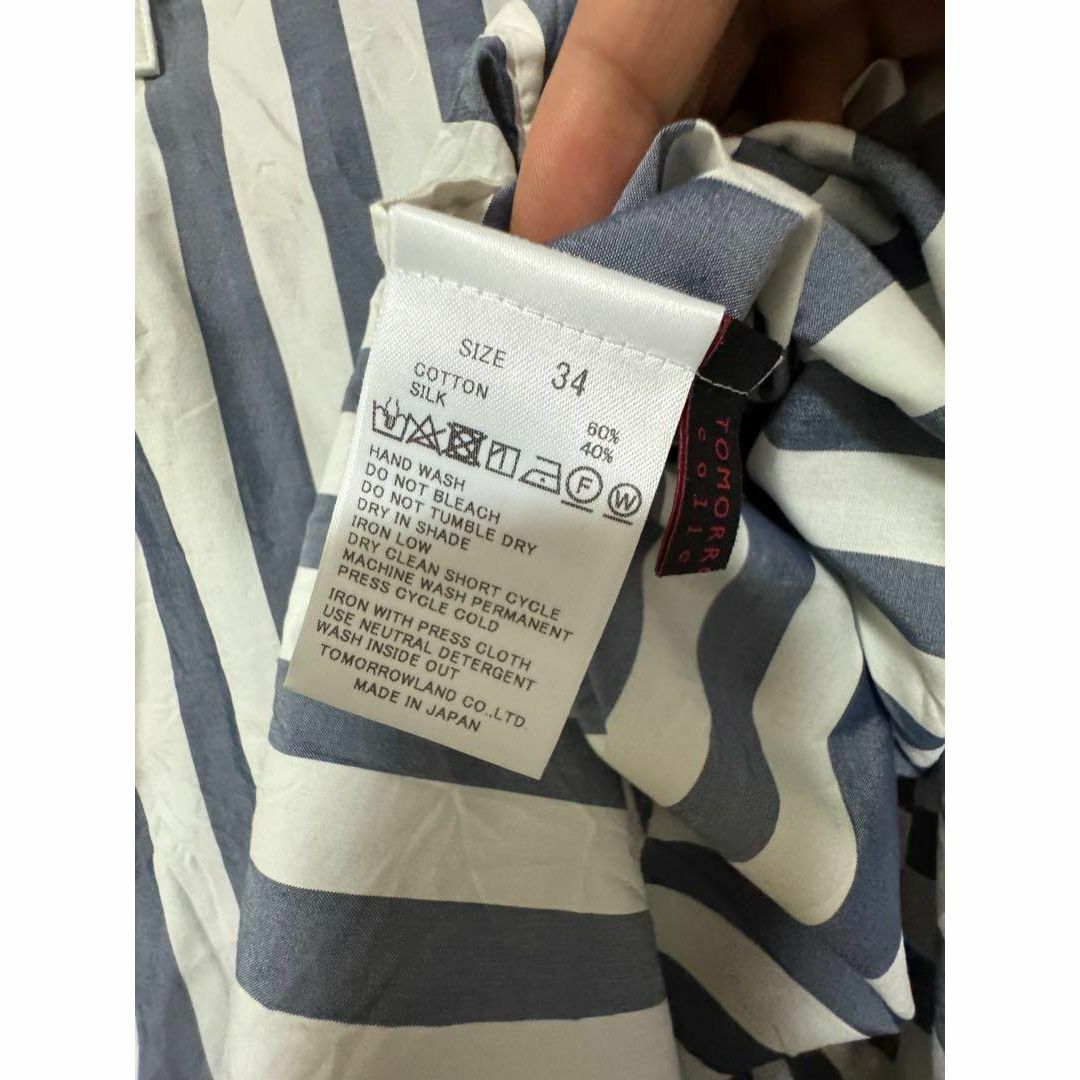 SIZE 34
COTTON 60%
SILK 40%
F W
HAND WASH
DO NOT BLEACH
DO NOT TUMBLE DRY
DRY IN SHADE
IRON LOW
DRY CLEAN SHORT CYCLE
MACHINE WASH PERMANENT
PRESS CYCLE COLD
IRON WITH PRESS CLOTH
USE NEUTRAL DETERGENT
WASH INSIDE OUT
TOMORROWLAND CO.,LTD.
MADE IN JAPAN